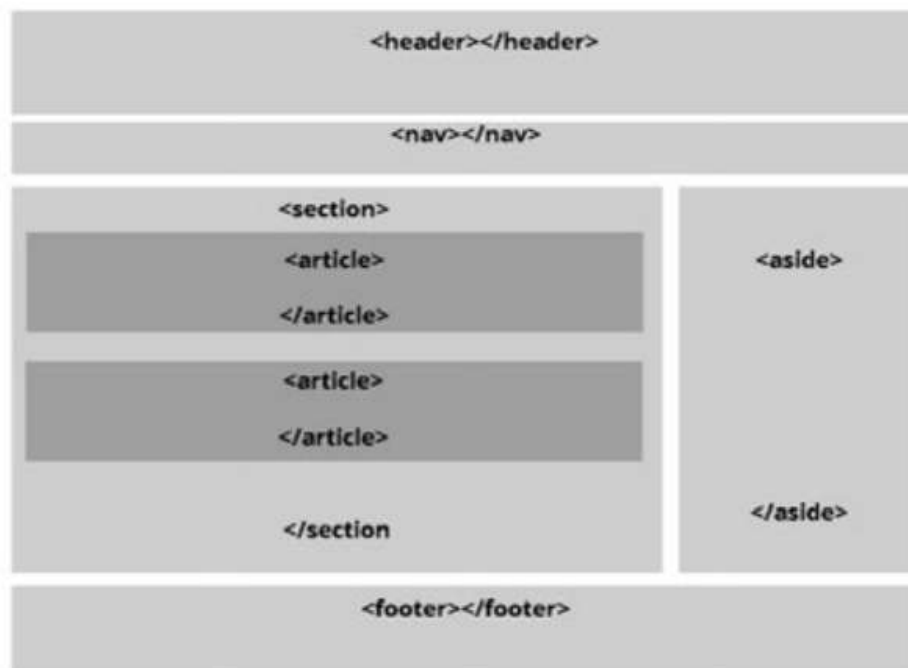 <header></header>
<nav></nav>
<section>
<article>
</article>
<article>
</article>
</section
<aside>
</aside>
<footer></footer>